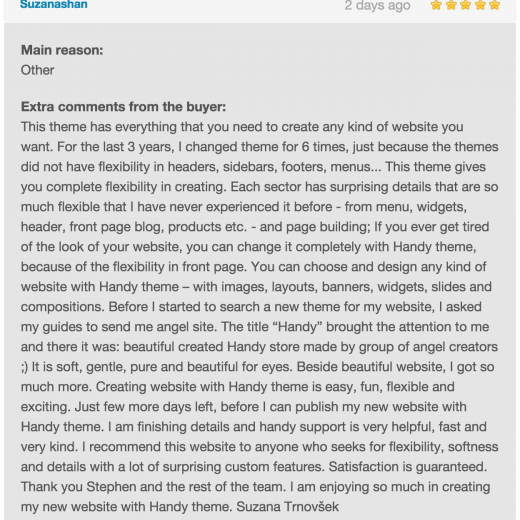 Suzanashan 2 days ago
Main reason:
Other
Extra comments from the buyer:
This theme has everything that you need to create any kind of website you
want. For the last 3 years, I changed theme for 6 times, just because the themes
did not have flexibility in headers, sidebars, footers, menus... This theme gives
you complete flexibility in creating. Each sector has surprising details that are so
much flexible that I have never experienced it before - from menu, widgets,
header, front page blog, products etc. - and page building; If you ever get tired
of the look of your website, you can change it completely with Handy theme,
because of the flexibility in front page. You can choose and design any kind of
website with Handy theme – with images, layouts, banners, widgets, slides and
compositions. Before I started to search a new theme for my website, I asked
my guides to send me angel site. The title “Handy” brought the attention to me
and there it was: beautiful created Handy store made by group of angel creators
;) It is soft, gentle, pure and beautiful for eyes. Beside beautiful website, I got so
much more. Creating website with Handy theme is easy, fun, flexible and
exciting. Just few more days left, before I can publish my new website with
Handy theme. I am finishing details and handy support is very helpful, fast and
very kind. I recommend this website to anyone who seeks for flexibility, softness
and details with a lot of surprising custom features. Satisfaction is guaranteed.
Thank you Stephen and the rest of the team. I am enjoying so much in creating
my new website with Handy theme. Suzana Trnovšek